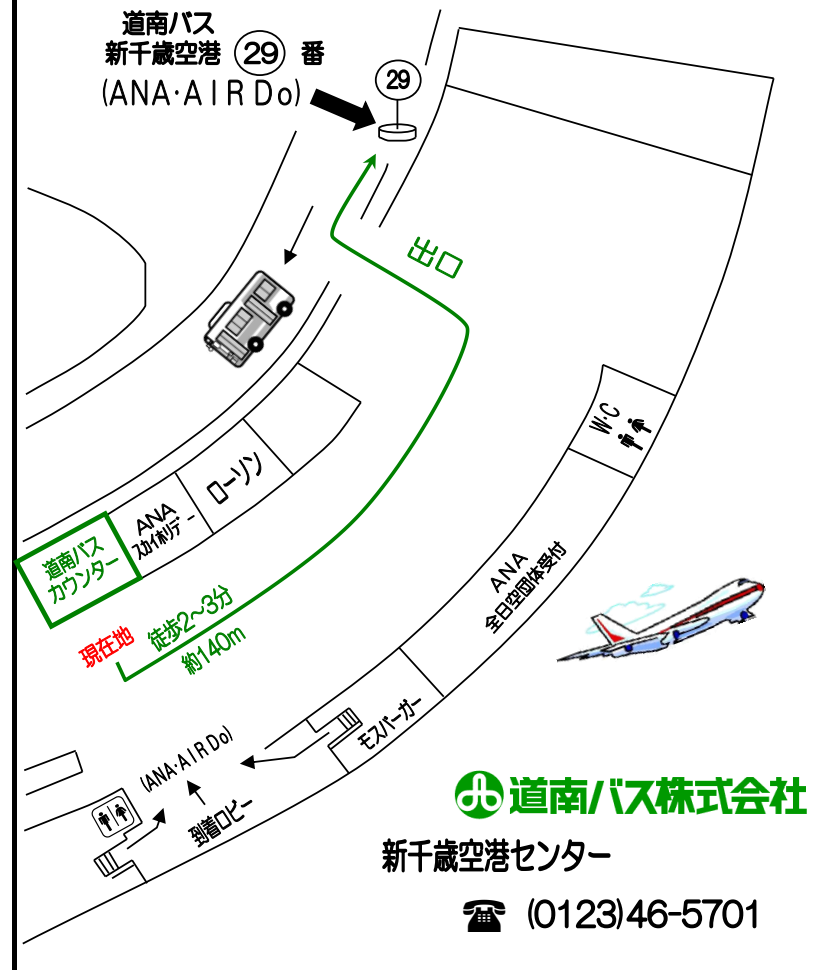 道南バス
新千歳空港 29 番
(ANA・AIR Do)
29
出口
W・C
ローソン
ANA
スカイホリデー
道南バス
カウンター
現在地
徒歩2～3分
約140m
ANA
全日空団体受付
モスバーガー
(ANA・AIR Do)
到着ロビー
道南バス株式会社
新千歳空港センター
☎ (0123)46-5701